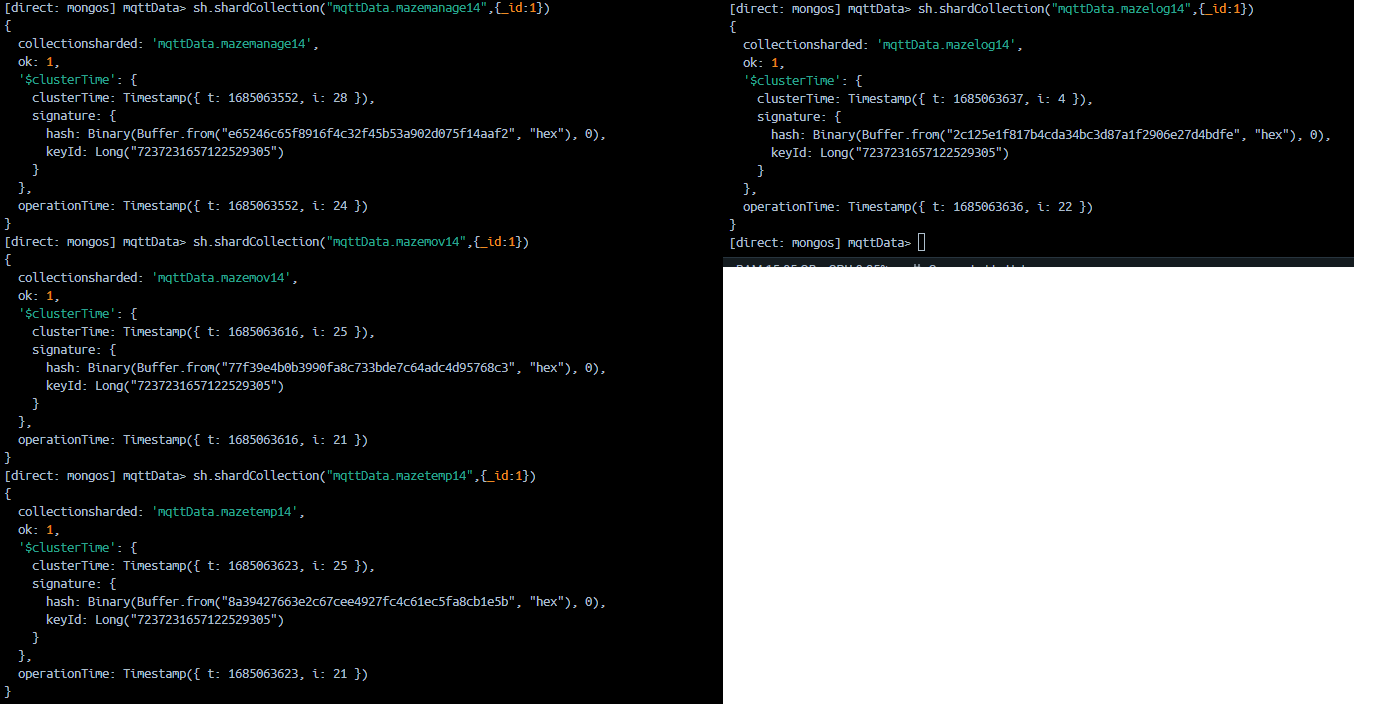 [direct: mongos] mqttData> sh.shardCollection("mqttData.mazemanage14",{_id:1})
{
  collectionsharded: 'mqttData.mazemanage14',
  ok: 1,
  '$clusterTime': {
    clusterTime: Timestamp({ t: 1685063552, i: 28 }),
    signature: {
      hash: Binary(Buffer.from("e65246c65f8916f4c32f45b53a902d075f14aaf2", "hex"), 0),
      keyId: Long("7237231657122529305")
    }
  },
  operationTime: Timestamp({ t: 1685063552, i: 24 })
}
[direct: mongos] mqttData> sh.shardCollection("mqttData.mazemov14",{_id:1})
{
  collectionsharded: 'mqttData.mazemov14',
  ok: 1,
  '$clusterTime': {
    clusterTime: Timestamp({ t: 1685063616, i: 25 }),
    signature: {
      hash: Binary(Buffer.from("77f39e4b0b3990fa8c733bde7c64adc4d95768c3", "hex"), 0),
      keyId: Long("7237231657122529305")
    }
  },
  operationTime: Timestamp({ t: 1685063616, i: 21 })
}
[direct: mongos] mqttData> sh.shardCollection("mqttData.mazetemp14",{_id:1})
{
  collectionsharded: 'mqttData.mazetemp14',
  ok: 1,
  '$clusterTime': {
    clusterTime: Timestamp({ t: 1685063623, i: 25 }),
    signature: {
      hash: Binary(Buffer.from("8a39427663e2c67cee4927fc4c61ec5fa8cb1e5b", "hex"), 0),
      keyId: Long("7237231657122529305")
    }
  },
  operationTime: Timestamp({ t: 1685063623, i: 21 })
}
[direct: mongos] mqttData> sh.shardCollection("mqttData.mazelog14",{_id:1})
{
  collectionsharded: 'mqttData.mazelog14',
  ok: 1,
  '$clusterTime': {
    clusterTime: Timestamp({ t: 1685063637, i: 4 }),
    signature: {
      hash: Binary(Buffer.from("2c125e1f817b4cda34bc3d87a1f2906e27d4bdfe", "hex"), 0),
      keyId: Long("7237231657122529305")
    }
  },
  operationTime: Timestamp({ t: 1685063636, i: 22 })
}
[direct: mongos] mqttData>